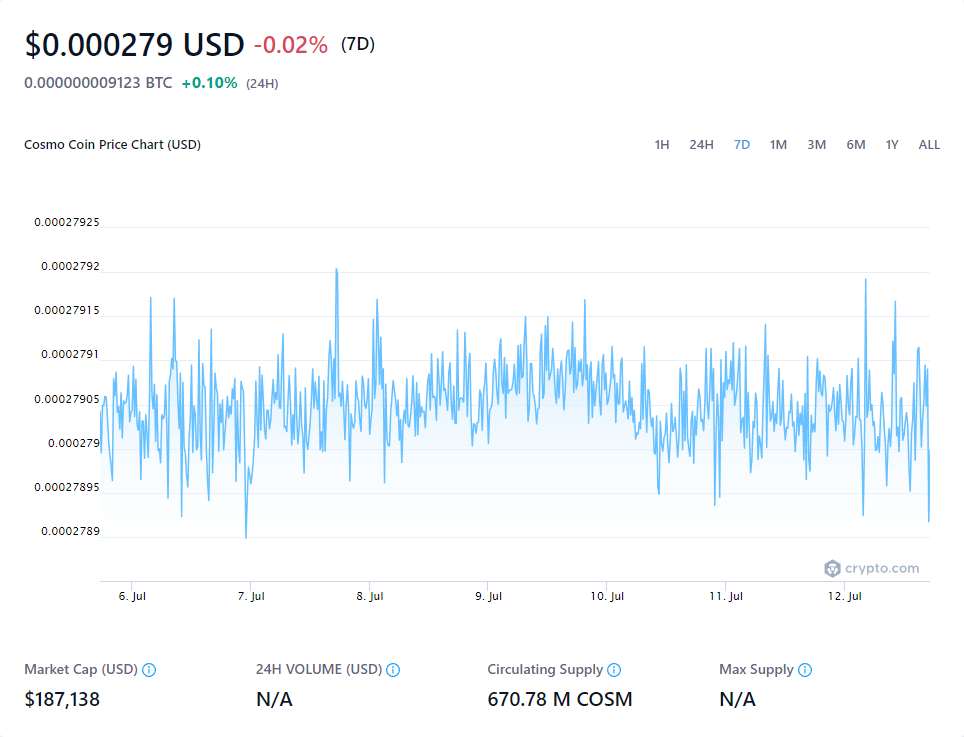 $0.000279 USD -0.02% (7D)
0.000000009123 BTC +0.10% (24H)
Cosmo Coin Price Chart (USD)
1H 24H 7D 1M 3M 6M 1Y ALL
0.00027925
0.0002792
0.00027915
0.0002791
0.00027905
0.000279
0.00027895
0.0002789
crypto.com
6. Jul 7. Jul 8. Jul 9. Jul 10. Jul 11. Jul 12. Jul
Market Cap (USD) 24H VOLUME (USD) Circulating Supply Max Supply
$187,138 N/A 670.78 M COSM N/A